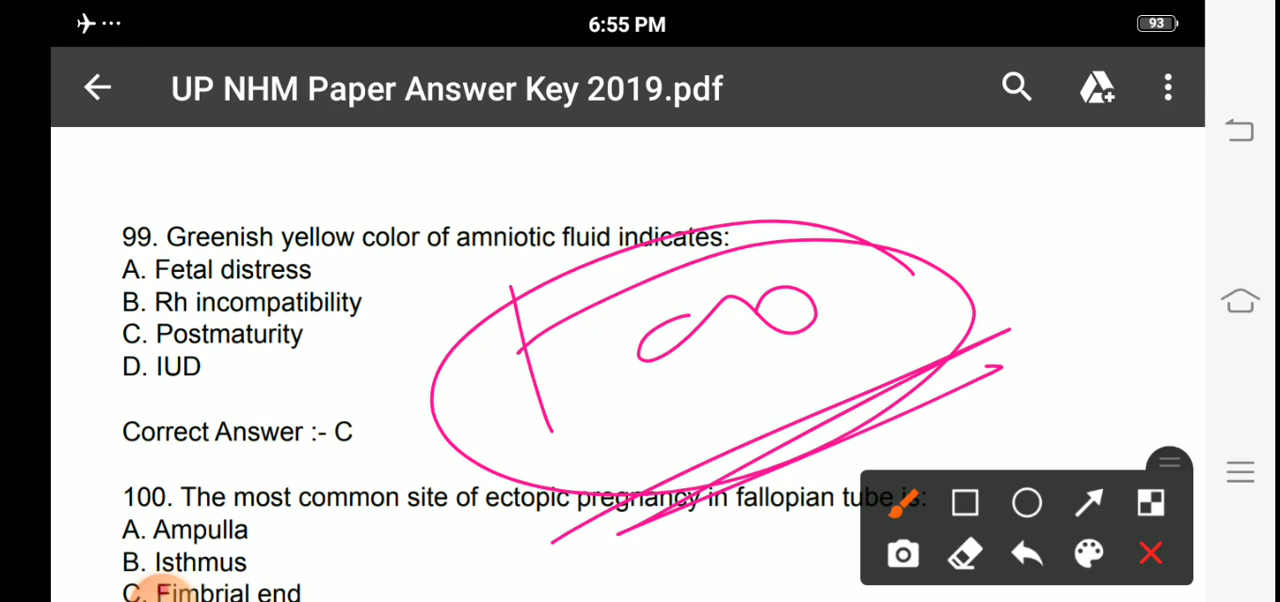 6:55 PM
93
UP NHM Paper Answer Key 2019.pdf
99. Greenish yellow color of amniotic fluid indicates:
A. Fetal distress
B. Rh incompatibility
C. Postmaturity
D. IUD
Correct Answer :- C
100. The most common site of ectopic pregnancy in fallopian tube is:
A. Ampulla
B. Isthmus
C. Fimbrial end